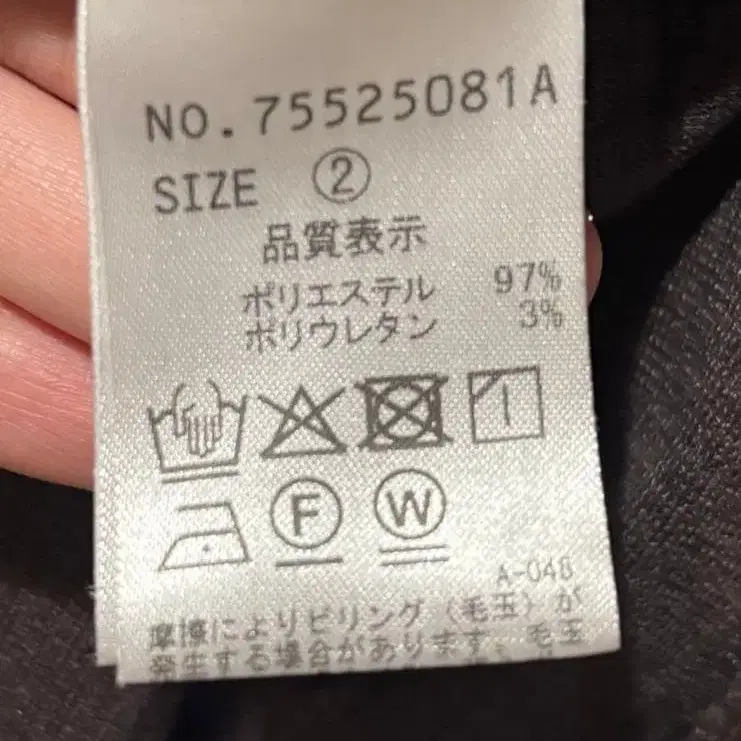 NO.75525081A
SIZE ②
品質表示
ポリエステル 97%
ポリウレタン 3%
F W
A-048
摩擦によりピリング(毛玉)が
発生する場合があります。毛玉